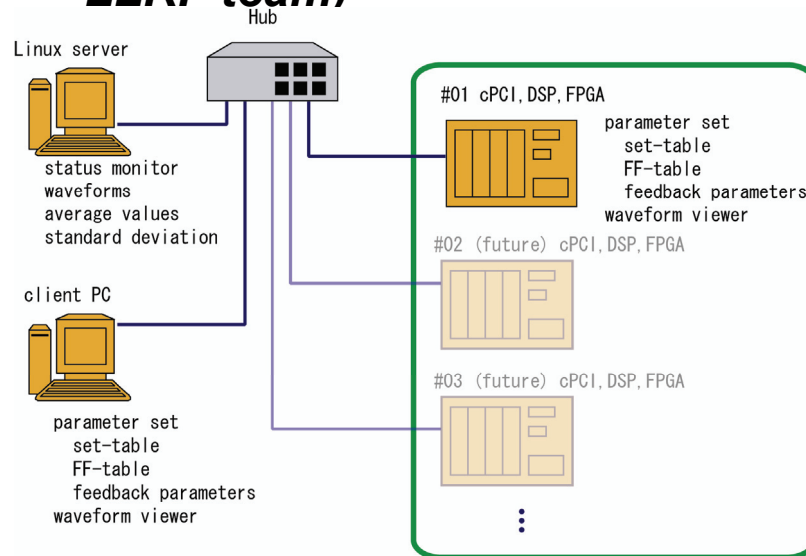 Hub
Linux server
status monitor
waveforms
average values
standard deviation
client PC
parameter set
set-table
FF-table
feedback parameters
waveform viewer
#01 cPCI, DSP, FPGA
parameter set
set-table
FF-table
feedback parameters
waveform viewer
#02 (future) cPCI, DSP, FPGA
#03 (future) cPCI, DSP, FPGA